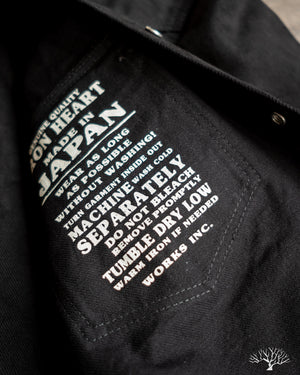 QUALITY
IRON HEART
MADE IN
JAPAN
WEAR AS LONG
AS POSSIBLE
WITHOUT WASHING!
TURN GARMENT INSIDE OUT
MACHINE WASH COLD
SEPARATELY
DO NOT BLEACH
REMOVE PROMPTLY
TUMBLE DRY LOW
WARM IRON IF NEEDED
WORKS INC.